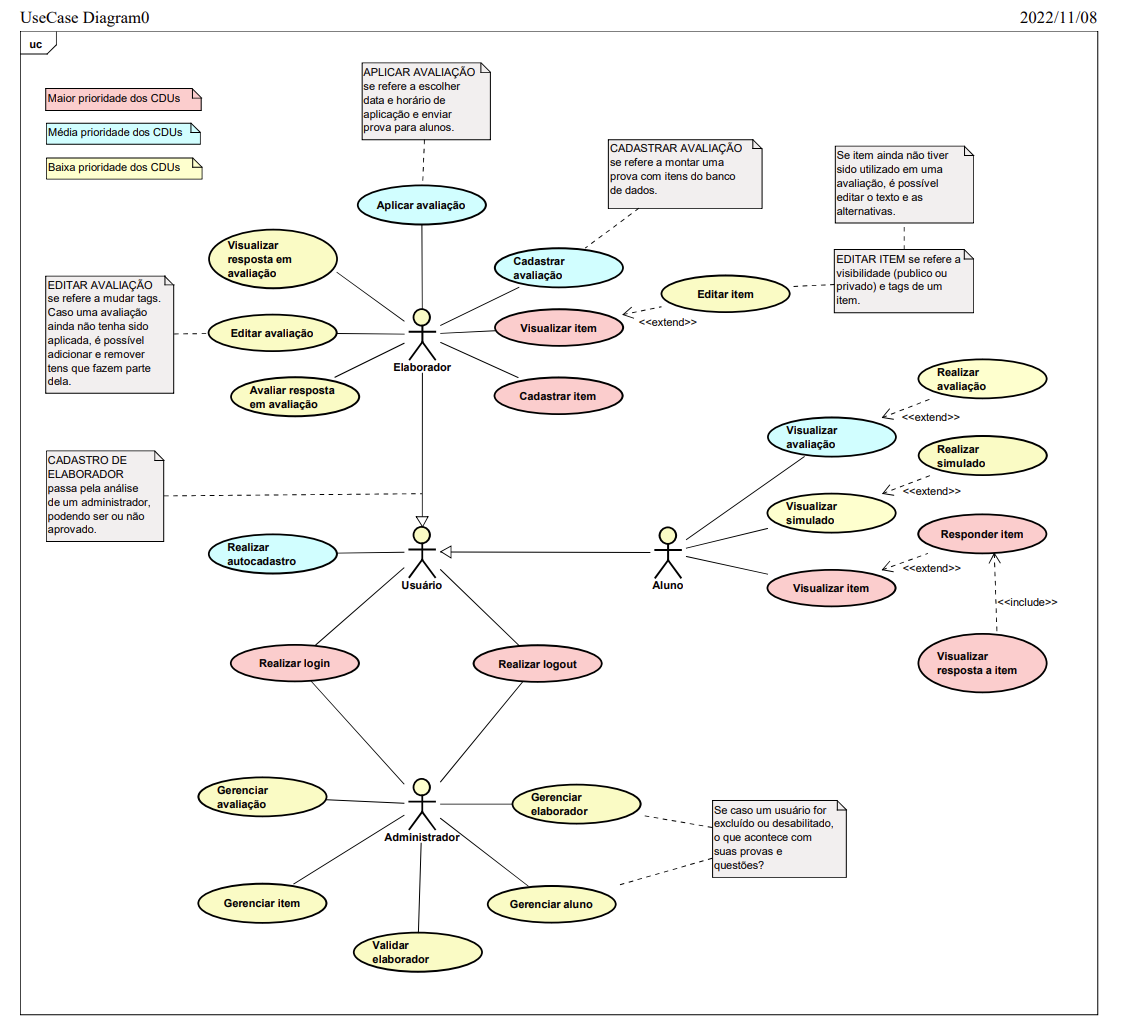 UseCase Diagram0
2022/11/08
uc
Maior prioridade dos CDUs
Média prioridade dos CDUs
Baixa prioridade dos CDUs
APLICAR AVALIAÇÃO
se refere a escolher
data e horário de
aplicação e enviar
prova para alunos.
CADASTRAR AVALIAÇÃO
se refere a montar uma
prova com itens do banco
de dados.
Se item ainda não tiver
sido utilizado em uma
avaliação, é possível
editar o texto e as
alternativas.
Aplicar avaliação
Visualizar
resposta em
avaliação
Cadastrar
avaliação
EDITAR ITEM se refere a
visibilidade (publico ou
privado) e tags de um
item.
Editar item
EDITAR AVALIAÇÃO
se refere a mudar tags.
Caso uma avaliação
ainda não tenha sido
aplicada, é possível
adicionar e remover
tens que fazem parte
dela.
Editar avaliação
Visualizar item
<<extend>>
Elaborador
Avaliar resposta
em avaliação
Cadastrar item
Realizar
avaliação
<<extend>>
Visualizar
avaliação
Realizar
simulado
<<extend>>
CADASTRO DE
ELABORADOR
passa pela análise
de um administrador,
podendo ser ou não
aprovado.
Visualizar
simulado
Responder item
<<extend>>
Realizar
autocadastro
Usuário
Aluno
Visualizar item
<<include>>
Realizar login
Realizar logout
Visualizar
resposta a item
Gerenciar
avaliação
Administrador
Gerenciar
elaborador
Se caso um usuário for
excluído ou desabilitado,
o que acontece com
suas provas e
questões?
Gerenciar item
Gerenciar aluno
Validar
elaborador